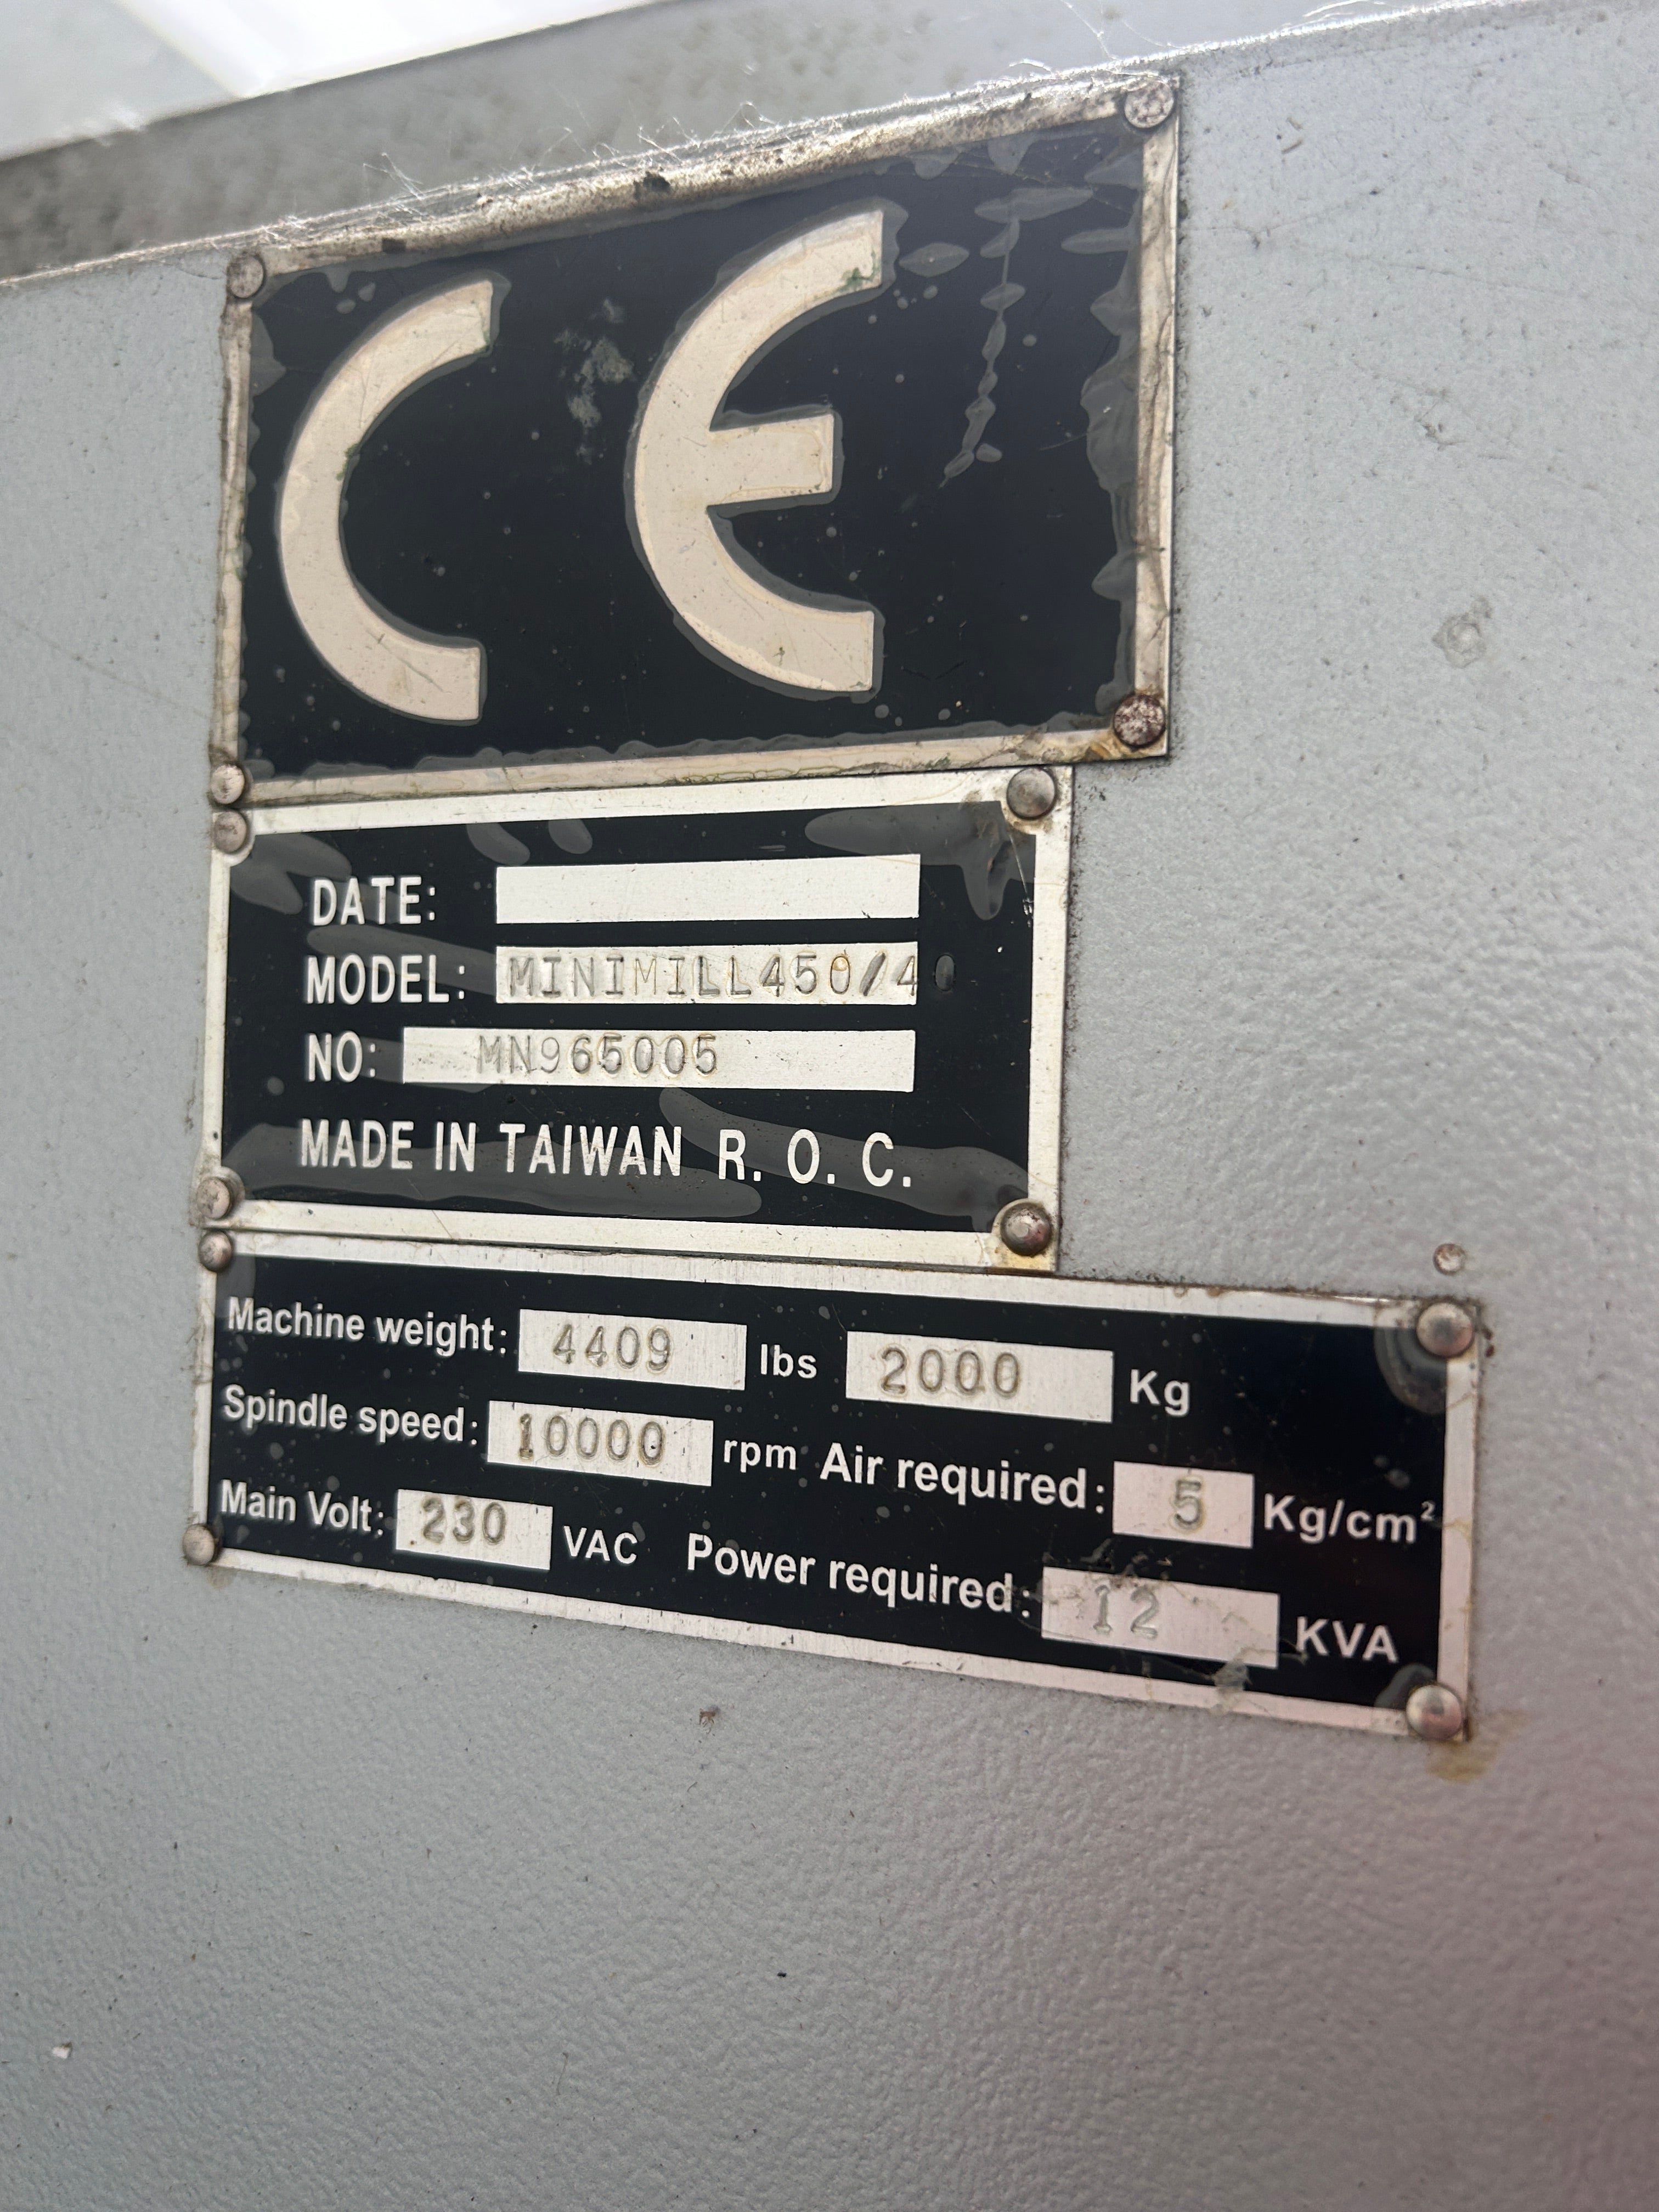 CE
DATE:
MODEL: MINIMILL450/40
NO: MN965005
MADE IN TAIWAN R. O. C.
Machine weight: 4409 lbs 2000 Kg
Spindle speed: 10000 rpm Air required: 5 Kg/cm²
Main Volt: 230 VAC Power required: 12 KVA